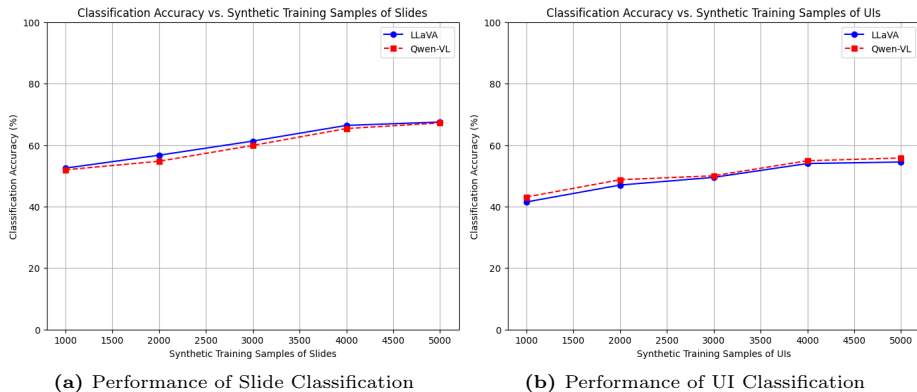 Classification Accuracy vs. Synthetic Training Samples of Slides
100
80
60
40
20
0
Classification Accuracy (%)
LLaVA
Qwen-VL
1000 1500 2000 2500 3000 3500 4000 4500 5000
Synthetic Training Samples of Slides
(a) Performance of Slide Classification
Classification Accuracy vs. Synthetic Training Samples of UIs
100
80
60
40
20
0
Classification Accuracy (%)
LLaVA
Qwen-VL
1000 1500 2000 2500 3000 3500 4000 4500 5000
Synthetic Training Samples of UIs
(b) Performance of UI Classification